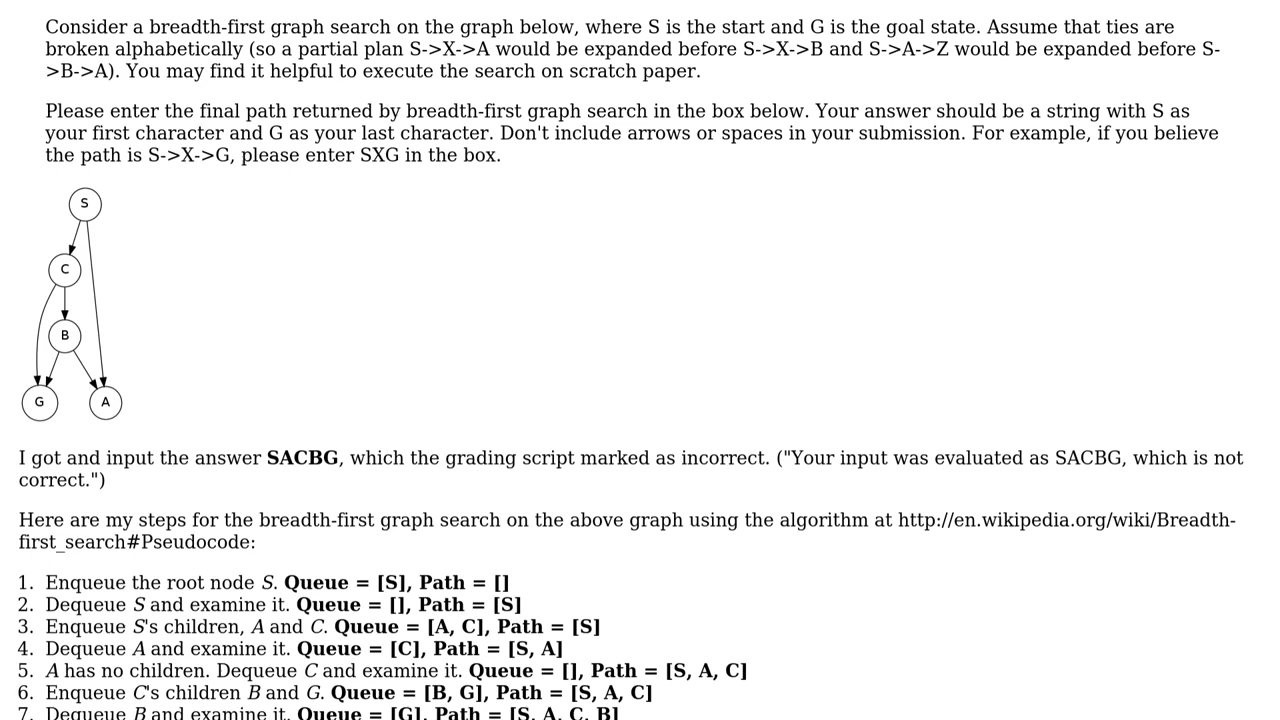 Consider a breadth-first graph search on the graph below, where S is the start and G is the goal state. Assume that ties are
broken alphabetically (so a partial plan S->X->A would be expanded before S->X->B and S->A->Z would be expanded before S-
>B->A). You may find it helpful to execute the search on scratch paper.
Please enter the final path returned by breadth-first graph search in the box below. Your answer should be a string with S as
your first character and G as your last character. Don't include arrows or spaces in your submission. For example, if you believe
the path is S->X->G, please enter SXG in the box.
S
C
B
G
A
I got and input the answer SACBG, which the grading script marked as incorrect. ("Your input was evaluated as SACBG, which is not
correct.")
Here are my steps for the breadth-first graph search on the above graph using the algorithm at http://en.wikipedia.org/wiki/Breadth-
first_search#Pseudocode:
1. Enqueue the root node S. Queue = [S], Path = []
2. Dequeue S and examine it. Queue = [], Path = [S]
3. Enqueue S's children, A and C. Queue = [A, C], Path = [S]
4. Dequeue A and examine it. Queue = [C], Path = [S, A]
5. A has no children. Dequeue C and examine it. Queue = [], Path = [S, A, C]
6. Enqueue C's children B and G. Queue = [B, G], Path = [S, A, C]
7. Dequeue B and examine it. Queue = [G], Path = [S, A, C, B]